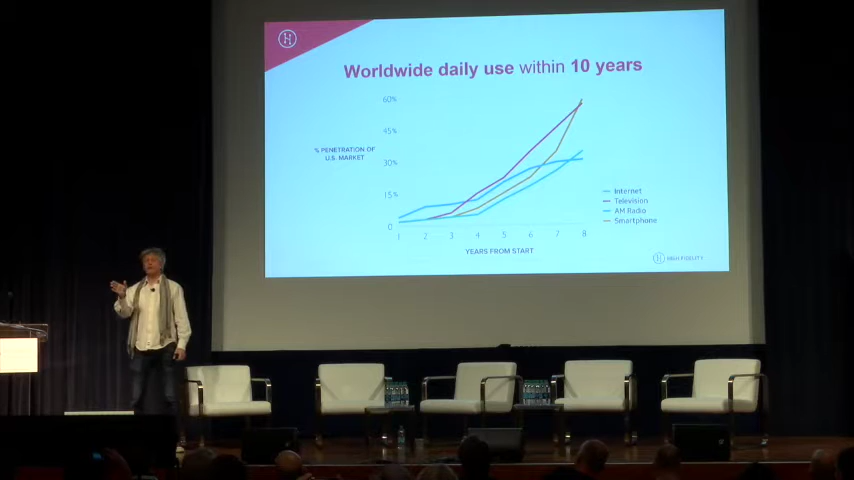 Worldwide daily use within 10 years
60%
45%
30%
15%
0
% PENETRATION OF
U.S. MARKET
1 2 3 4 5 6 7 8
YEARS FROM START
Internet
Television
AM Radio
Smartphone
HIGH FIDELITY